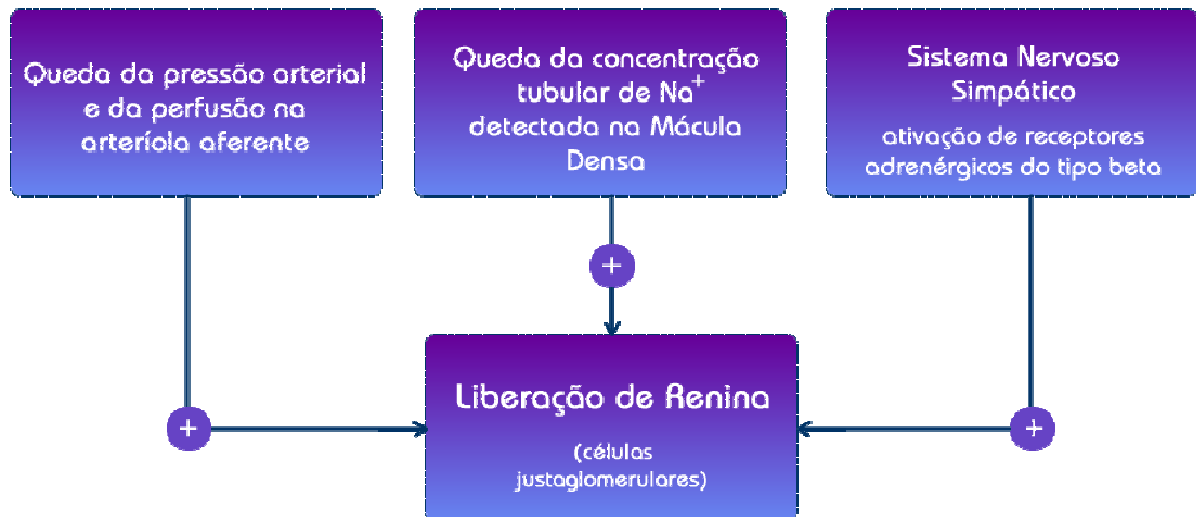 Queda da pressão arterial
e da perfusão na
arteríola aferente
Queda da concentração
tubular de Na⁺
detectada na Mácula
Densa
Sistema Nervoso
Simpático
ativação de receptores
adrenérgicos do tipo beta
+
+
+
Liberação de Renina
(células
justaglomerulares)